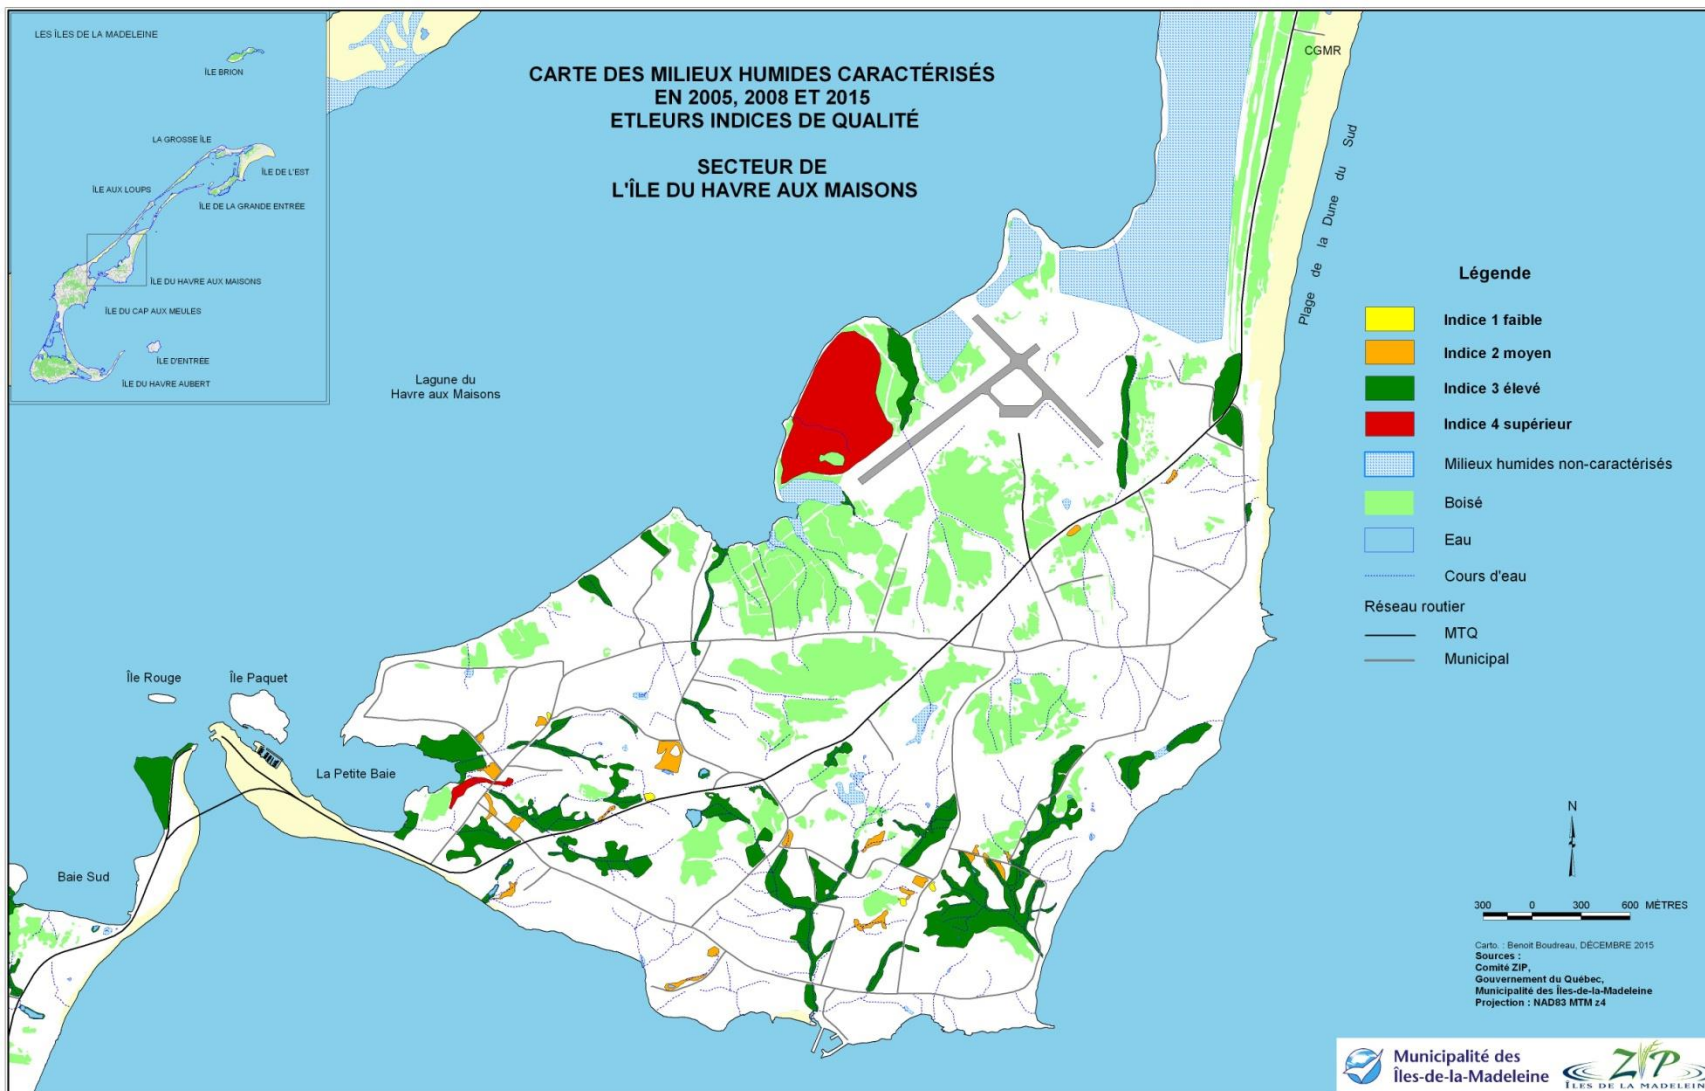 LES ÎLES DE LA MADELEINE
ÎLE BRION
LA GROSSE ÎLE
ÎLE DE L'EST
ÎLE AUX LOUPS
ÎLE DE LA GRANDE ENTRÉE
ÎLE DU HAVRE AUX MAISONS
ÎLE DU CAP AUX MEULES
ÎLE D'ENTRÉE
ÎLE DU HAVRE AUBERT
CARTE DES MILIEUX HUMIDES CARACTÉRISÉS
EN 2005, 2008 ET 2015
ETLEURS INDICES DE QUALITÉ
SECTEUR DE
L'ÎLE DU HAVRE AUX MAISONS
CGMR
Plage de la Dune du Sud
Lagune du
Havre aux Maisons
Île Rouge
Île Paquet
La Petite Baie
Baie Sud
Légende
Indice 1 faible
Indice 2 moyen
Indice 3 élevé
Indice 4 supérieur
Milieux humides non-caractérisés
Boisé
Eau
Cours d'eau
Réseau routier
MTQ
Municipal
N
300 0 300 600 MÈTRES
Carto. : Benoit Boudreau, DÉCEMBRE 2015
Sources :
Comité ZIP,
Gouvernement du Québec,
Municipalité des Îles-de-la-Madeleine
Projection : NAD83 MTM z4
Municipalité des
Îles-de-la-Madeleine
ZIP
ÎLES DE LA MADELEIN